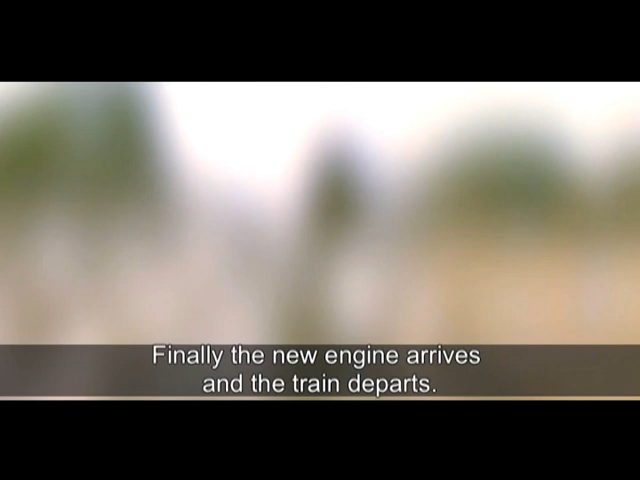 Finally the new engine arrives
and the train departs.